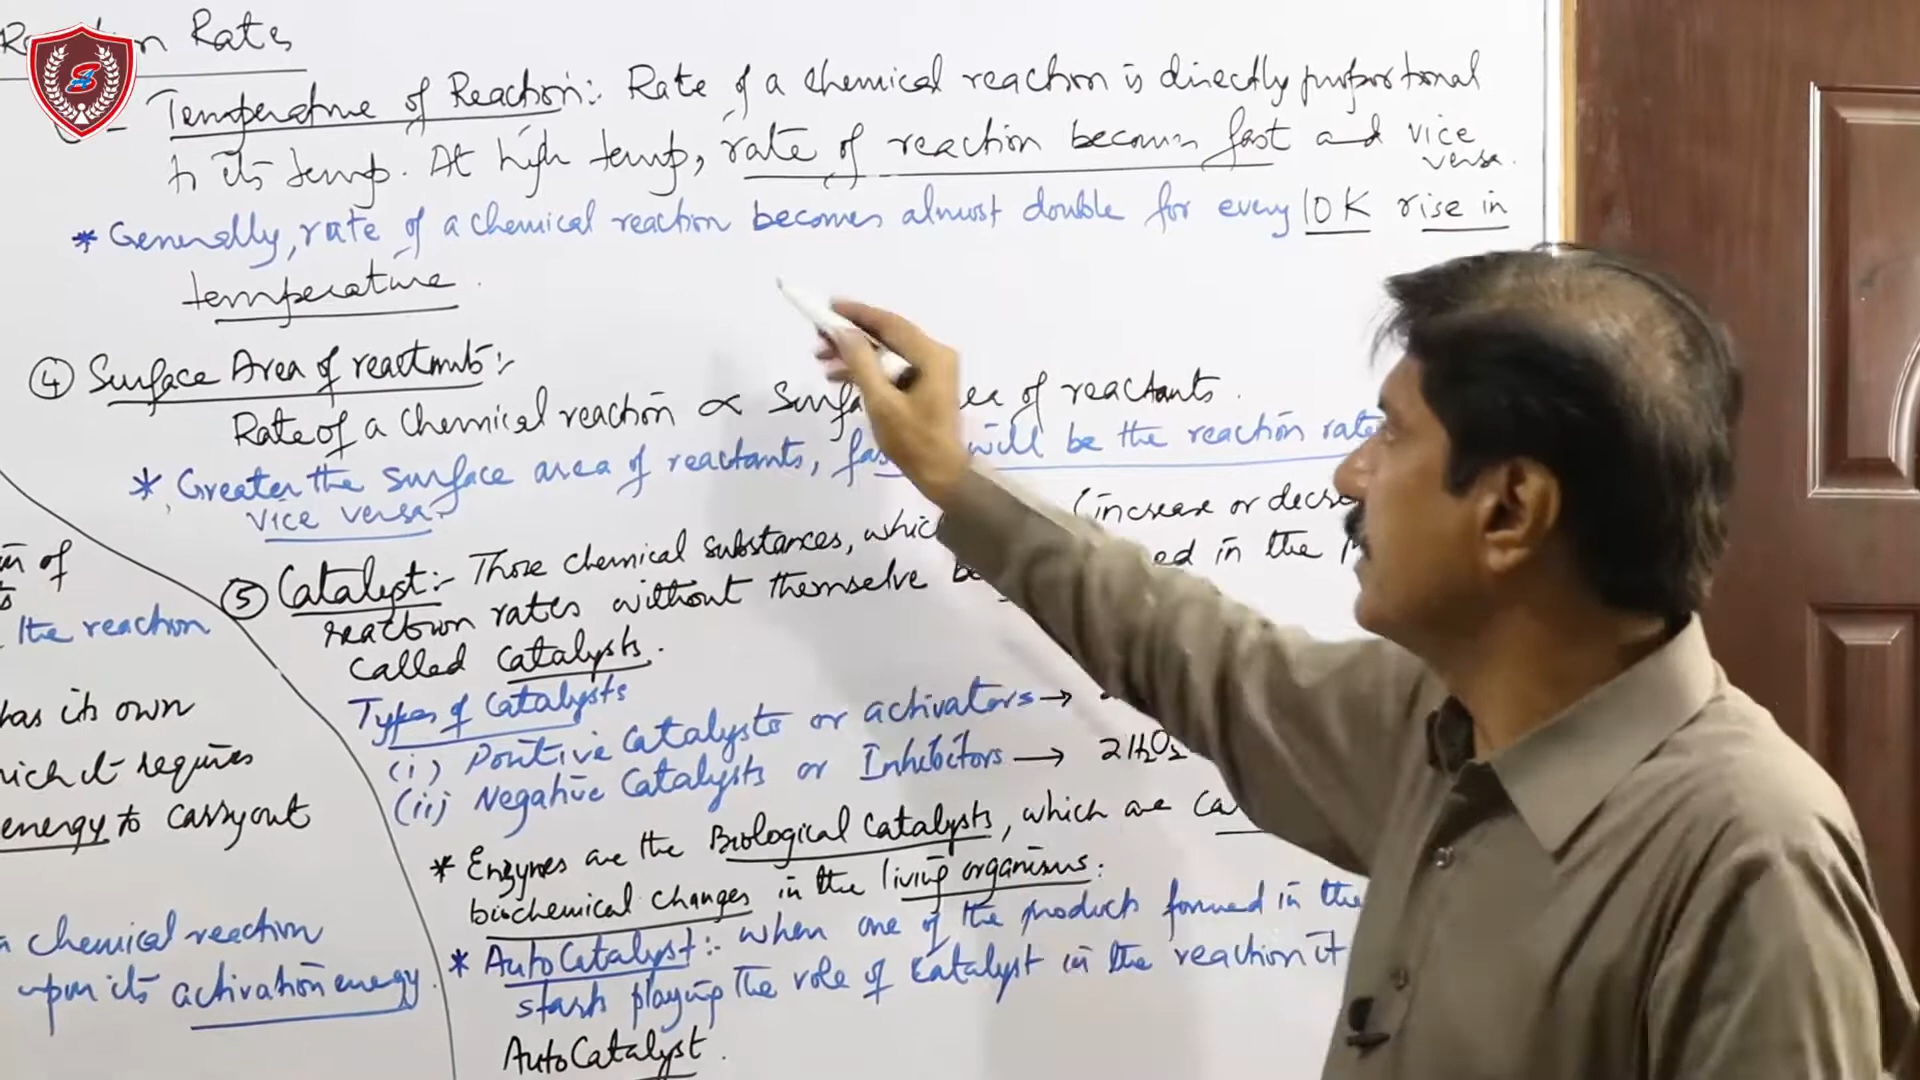 Rates
- Temperature of Reaction:- Rate of a chemical reaction is directly proportional
to its temp. At high temp, rate of reaction becomes fast and vice
versa.
* Generally, rate of a chemical reaction becomes almost double for every 10 K rise in
temperature.
④ Surface Area of reactants:-
Rate of a chemical reaction ∝ of reactants.
* Greater the surface area of reactants, will be the reaction rate
vice versa.
⑤ Catalyst:- Those chemical substances, (increase or
reaction rates without themselve in the
called Catalysts.
Types of Catalysts
(i) Positive Catalysts or activators →
(ii) Negative Catalysts or Inhibitors → 2H₂O₂
* Enzymes are the Biological Catalysts, which are
biochemical changes in the living organisms.
* AutoCatalyst:- when one of the products formed in the
starts playing the role of catalyst in the reaction it
AutoCatalyst.
of
the reaction
has its own
it requires
energy to carryout
chemical reaction
upon its activation energy.